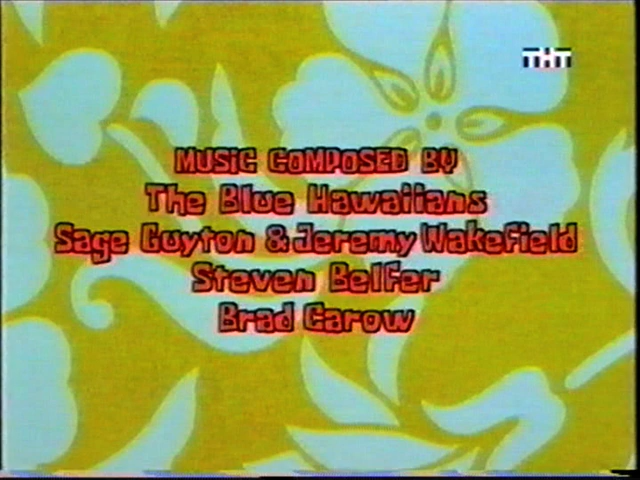 ТНТ
MUSIC COMPOSED BY
The Blue Hawaiians
Sage Guyton & Jeremy Wakefield
Steven Belfer
Brad Carow